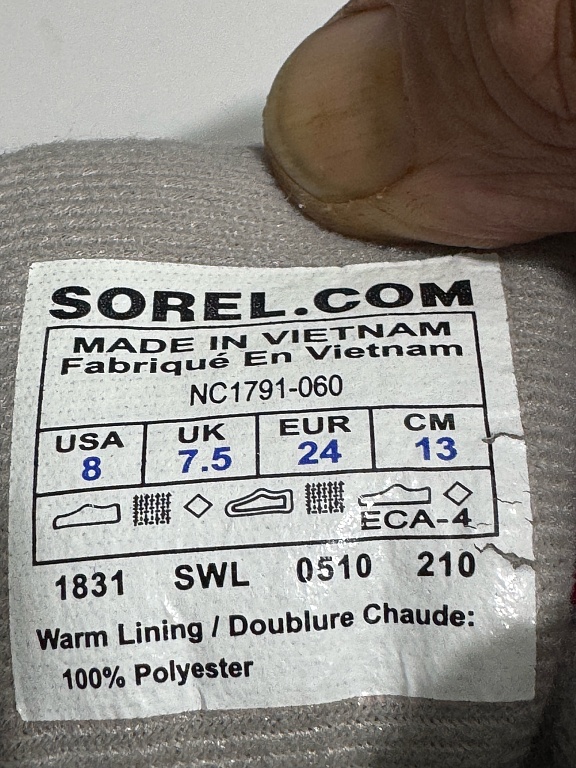 SOREL.COM
MADE IN VIETNAM
Fabriqué En Vietnam
NC1791-060
USA UK EUR CM
8 7.5 24 13
ECA-4
1831 SWL 0510 210
Warm Lining / Doublure Chaude:
100% Polyester